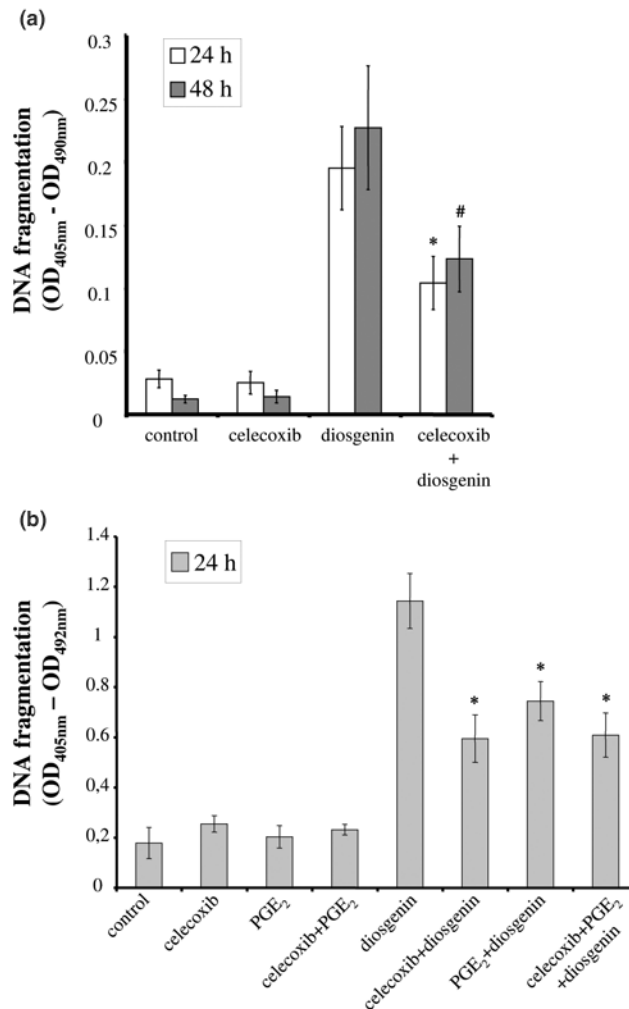 (a)
0.3
0.25
0.2
0.15
0.1
0.05
0
DNA fragmentation
(OD405nm - OD490nm)
24 h
48 h
*
#
control
celecoxib
diosgenin
celecoxib
+
diosgenin
(b)
1.4
1.2
1
0.8
0.6
0.4
0.2
0
DNA fragmentation
(OD405nm – OD492nm)
24 h
*
*
*
control
celecoxib
PGE2
celecoxib+PGE2
diosgenin
celecoxib+diosgenin
PGE2+diosgenin
celecoxib+PGE2
+diosgenin